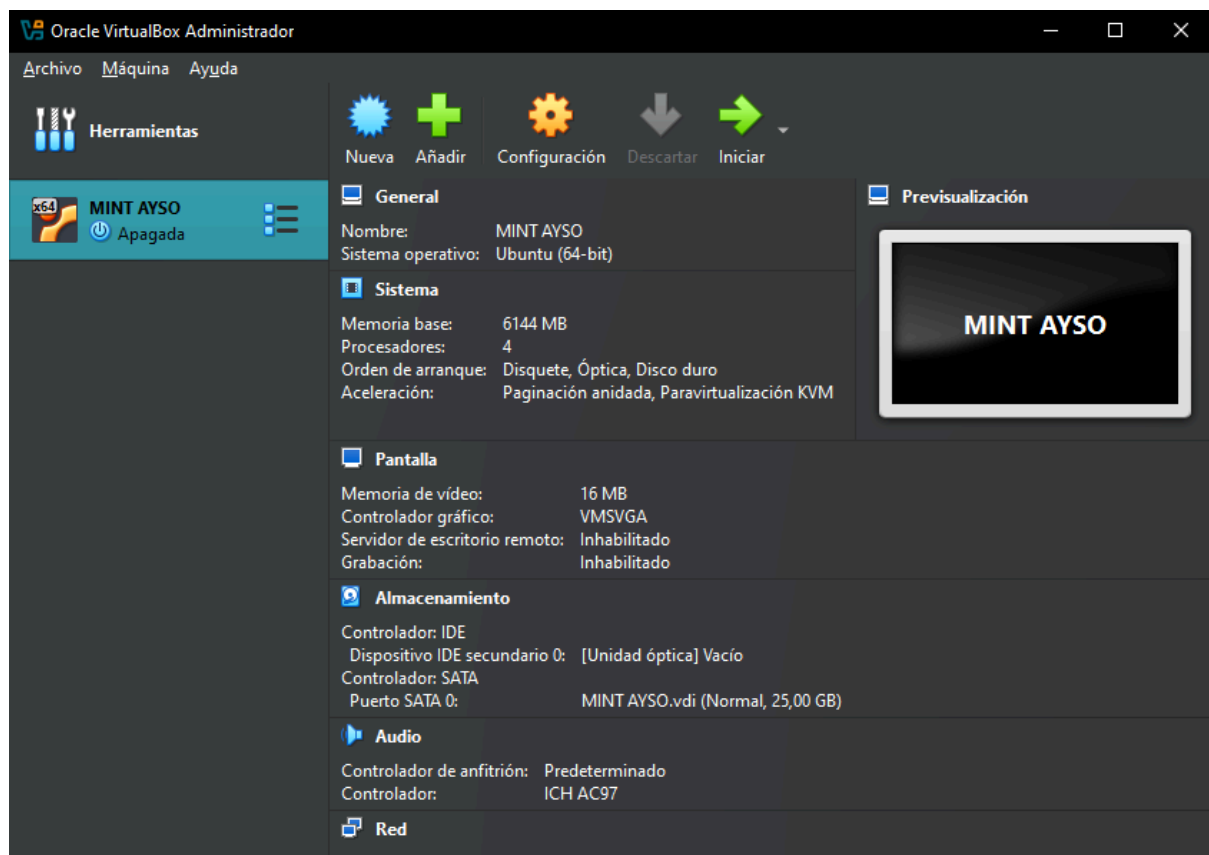 Oracle VirtualBox Administrador
Archivo Máquina Ayuda
Herramientas
Nueva Añadir Configuración Descartar Iniciar
x64
MINT AYSO
Apagada
General
Nombre: MINT AYSO
Sistema operativo: Ubuntu (64-bit)
Previsualización
MINT AYSO
Sistema
Memoria base: 6144 MB
Procesadores: 4
Orden de arranque: Disquete, Óptica, Disco duro
Aceleración: Paginación anidada, Paravirtualización KVM
Pantalla
Memoria de vídeo: 16 MB
Controlador gráfico: VMSVGA
Servidor de escritorio remoto: Inhabilitado
Grabación: Inhabilitado
Almacenamiento
Controlador: IDE
Dispositivo IDE secundario 0: [Unidad óptica] Vacío
Controlador: SATA
Puerto SATA 0: MINT AYSO.vdi (Normal, 25,00 GB)
Audio
Controlador de anfitrión: Predeterminado
Controlador: ICH AC97
Red